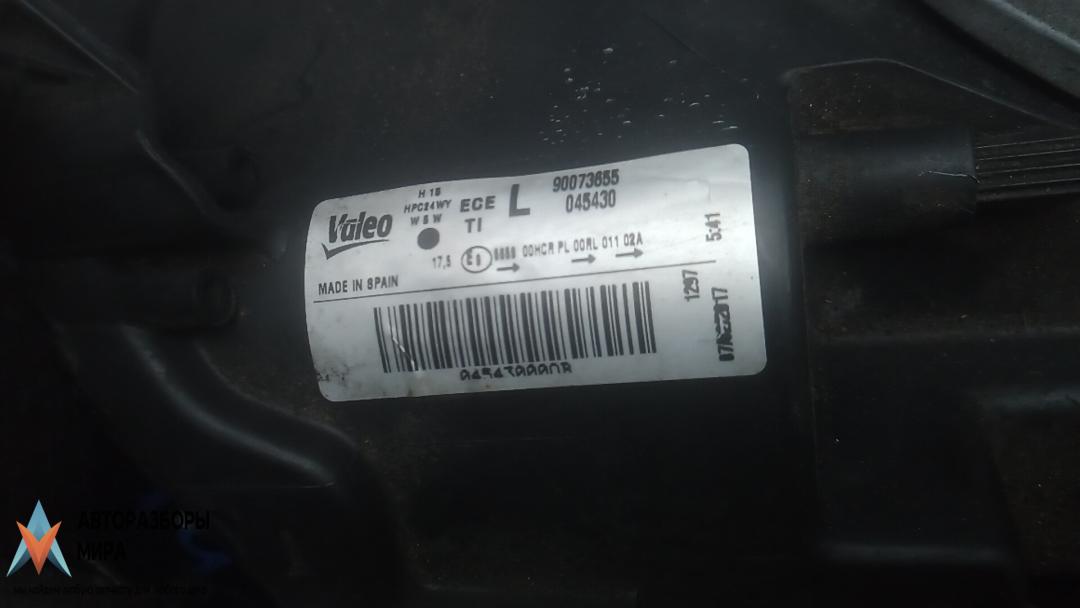 Valeo
H 15
HPC24WY
W 5 W
ECE
TI
L
90073655
045430
17,5
00HCR PL 00RL 011 02A
MADE IN SPAIN
5:41
1297
АВТОРАЗБОРЫ
МИРА